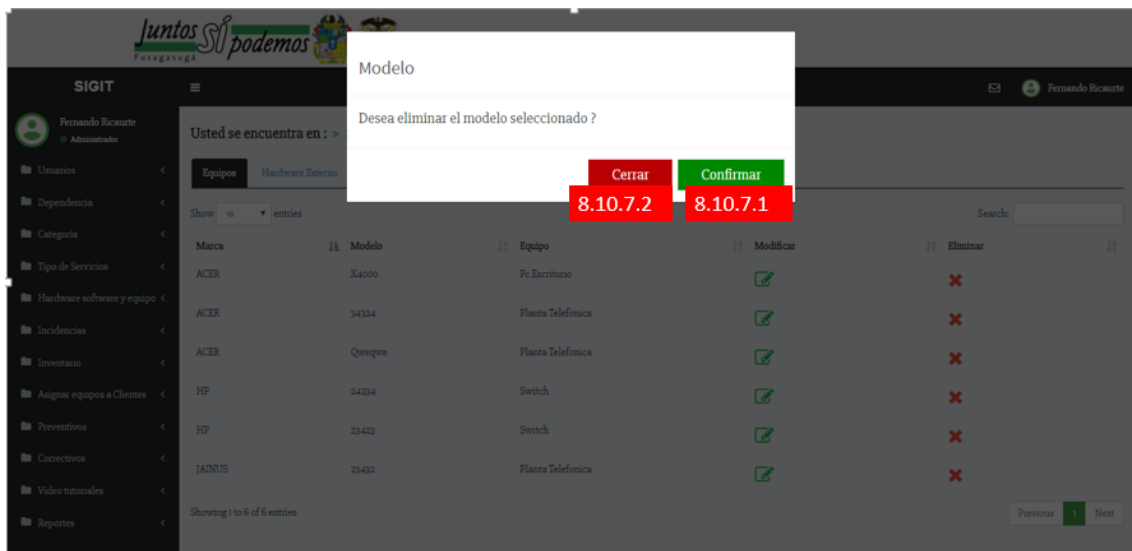 Juntos SÍ podemos
Fusagasugá
SIGIT
Fernando Ricaurte
Fernando Ricaurte
Administrador
Usted se encuentra en : >
Modelo
Desea eliminar el modelo seleccionado ?
Cerrar Confirmar
8.10.7.2 8.10.7.1
Usuarios
Dependencia
Categoría
Tipo de Servicios
Hardware software y equipo
Incidencias
Inventario
Asignar equipos a Clientes
Preventivos
Correctivos
Video tutoriales
Reportes
Equipos Hardware Externo
Show 10 entries Search:
Marca Modelo Equipo Modificar Eliminar
ACER X4000 Pc Escritorio
ACER 34324 Planta Telefonica
ACER Qweqwe Planta Telefonica
HP 24234 Switch
HP 23423 Switch
JAINUS 23432 Planta Telefonica
Showing 1 to 6 of 6 entries Previous 1 Next